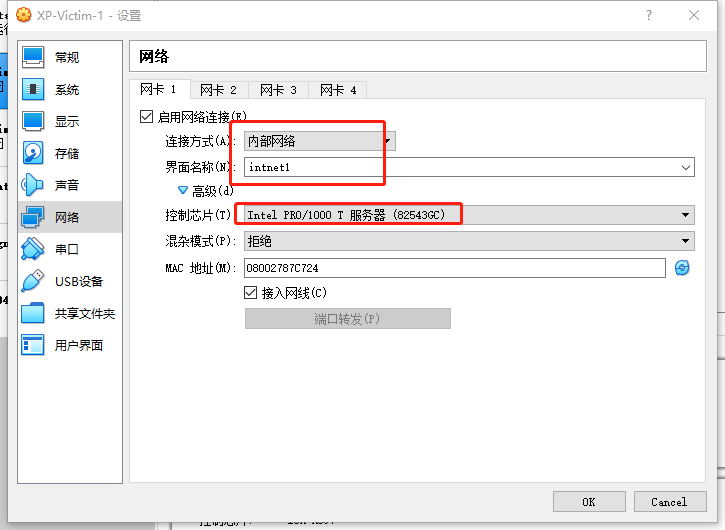 XP-Victim-1 - 设置
常规
系统
显示
存储
声音
网络
串口
USB设备
共享文件夹
用户界面
网络
网卡 1 网卡 2 网卡 3 网卡 4
启用网络连接(E)
连接方式(A): 内部网络
界面名称(N): intnet1
高级(d)
控制芯片(T): Intel PRO/1000 T 服务器 (82543GC)
混杂模式(P): 拒绝
MAC 地址(M): 08002787C724
接入网线(C)
端口转发(P)
OK Cancel